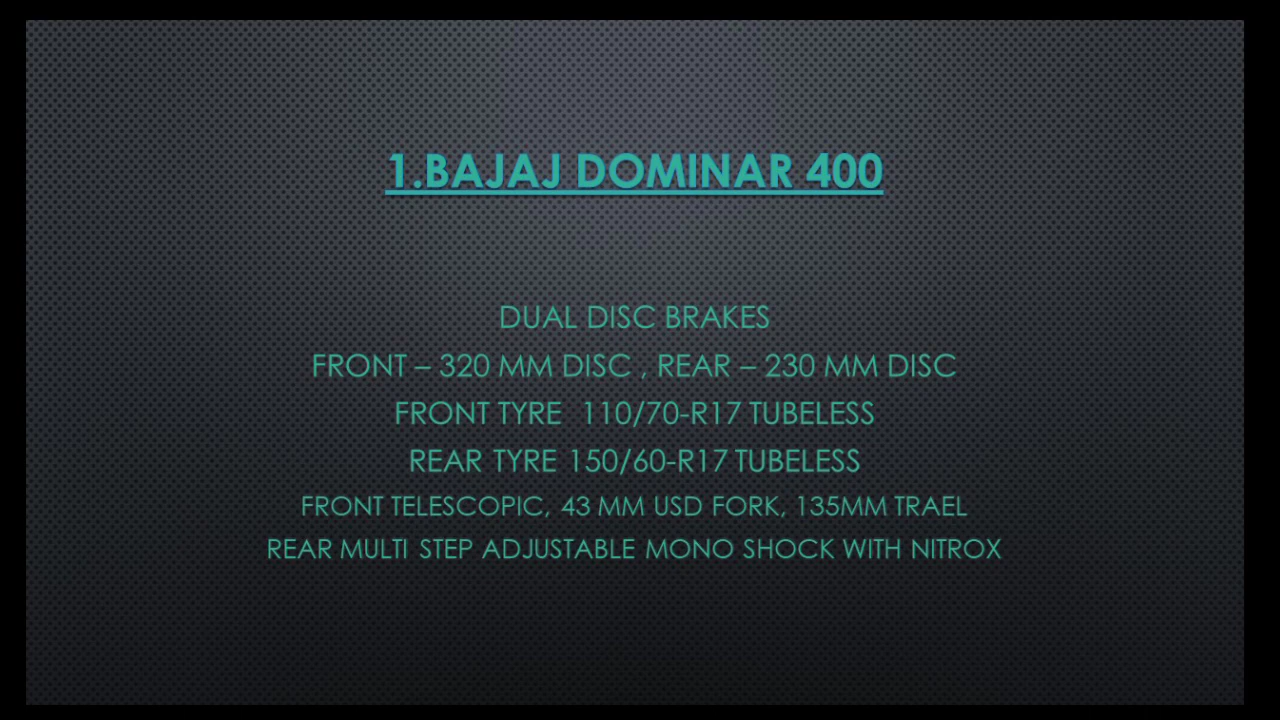 1.BAJAJ DOMINAR 400
DUAL DISC BRAKES
FRONT – 320 MM DISC , REAR – 230 MM DISC
FRONT TYRE 110/70-R17 TUBELESS
REAR TYRE 150/60-R17 TUBELESS
FRONT TELESCOPIC, 43 MM USD FORK, 135MM TRAEL
REAR MULTI STEP ADJUSTABLE MONO SHOCK WITH NITROX